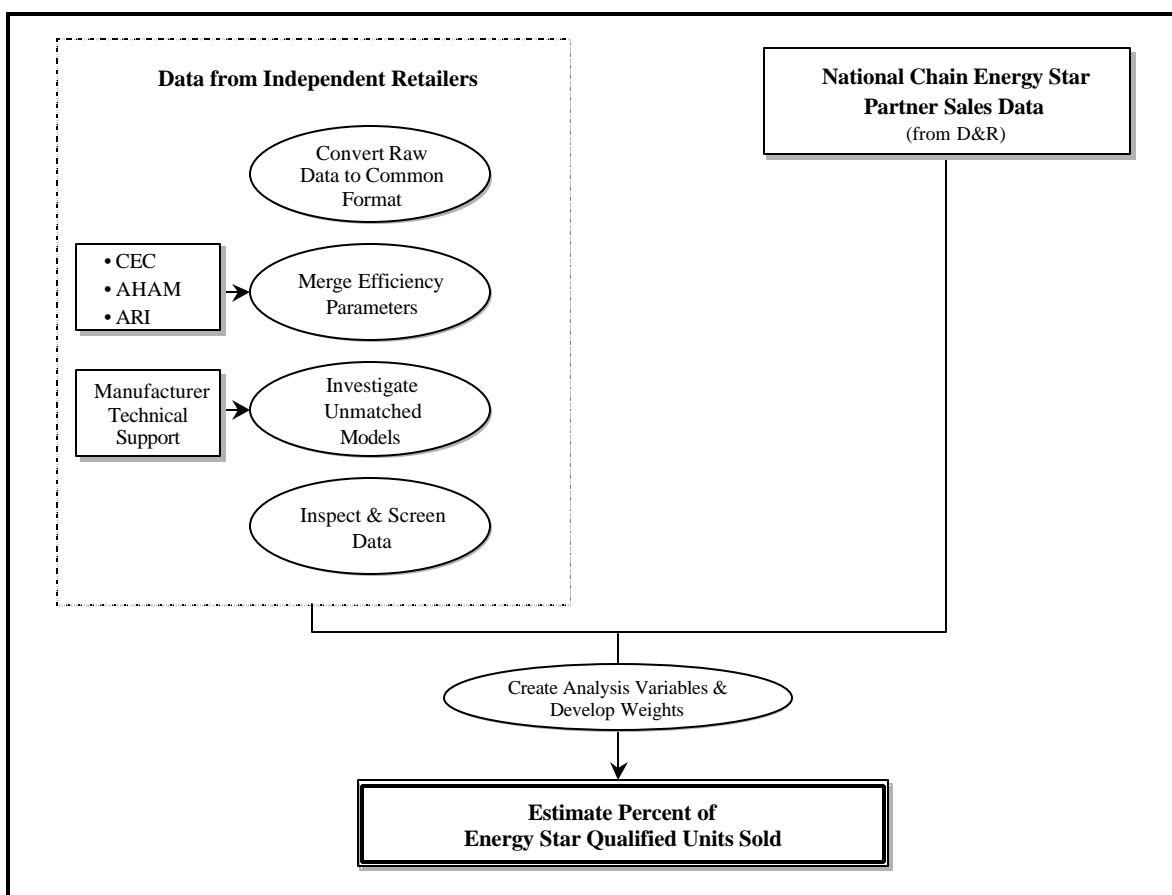 Data from Independent Retailers
Convert Raw
Data to Common
Format
• CEC
• AHAM
• ARI
Merge Efficiency
Parameters
Manufacturer
Technical
Support
Investigate
Unmatched
Models
Inspect & Screen
Data
National Chain Energy Star
Partner Sales Data
(from D&R)
Create Analysis Variables &
Develop Weights
Estimate Percent of
Energy Star Qualified Units Sold